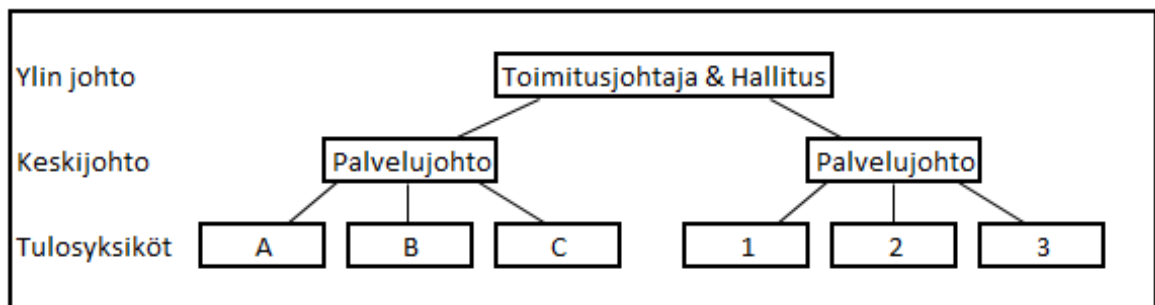 Ylin johto
Toimitusjohtaja & Hallitus
Keskijohto
Palvelujohto
Palvelujohto
Tulosyksiköt
A
B
C
1
2
3